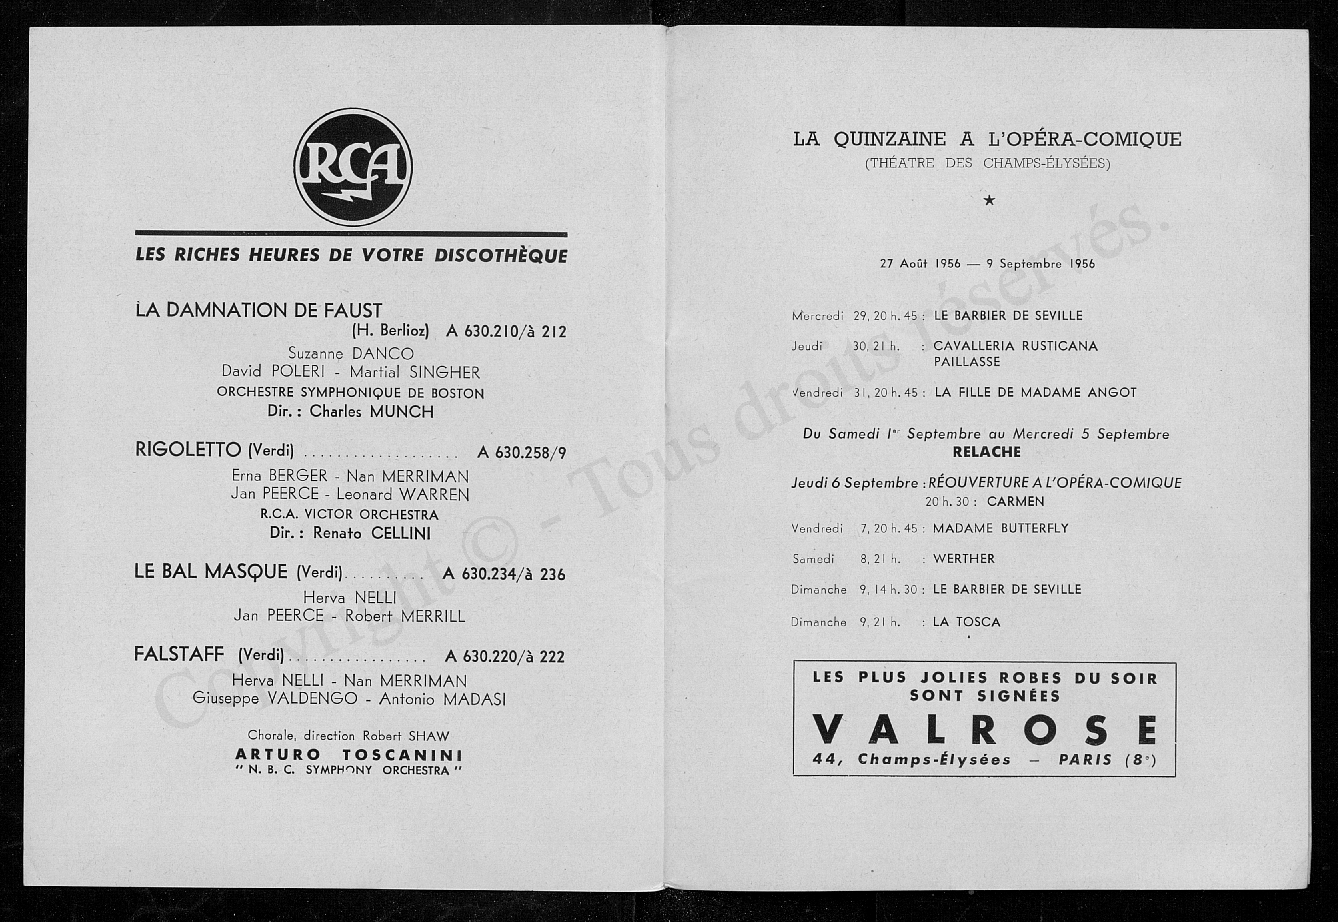 RCA
LES RICHES HEURES DE VOTRE DISCOTHÈQUE
LA DAMNATION DE FAUST
(H. Berlioz) A 630.210/à 212
Suzanne DANCO
David POLERI - Martial SINGHER
ORCHESTRE SYMPHONIQUE DE BOSTON
Dir. : Charles MUNCH
RIGOLETTO (Verdi) ................... A 630.258/9
Erna BERGER - Nan MERRIMAN
Jan PEERCE - Leonard WARREN
R.C.A. VICTOR ORCHESTRA
Dir. : Renato CELLINI
LE BAL MASQUE (Verdi).......... A 630.234/à 236
Herva NELLI
Jan PEERCE - Robert MERRILL
FALSTAFF (Verdi)................. A 630.220/à 222
Herva NELLI - Nan MERRIMAN
Giuseppe VALDENGO - Antonio MADASI
Chorale, direction Robert SHAW
ARTURO TOSCANINI
" N. B. C. SYMPHONY ORCHESTRA "
LA QUINZAINE A L'OPÉRA-COMIQUE
(THÉATRE DES CHAMPS-ÉLYSÉES)
★
27 Août 1956 — 9 Septembre 1956
Mercredi 29, 20 h. 45 : LE BARBIER DE SEVILLE
Jeudi 30, 21 h. : CAVALLERIA RUSTICANA
PAILLASSE
Vendredi 31, 20 h. 45 : LA FILLE DE MADAME ANGOT
Du Samedi 1er Septembre au Mercredi 5 Septembre
RELACHE
Jeudi 6 Septembre : RÉOUVERTURE A L'OPÉRA-COMIQUE
20 h. 30 : CARMEN
Vendredi 7, 20 h. 45 : MADAME BUTTERFLY
Samedi 8, 21 h. : WERTHER
Dimanche 9, 14 h. 30 : LE BARBIER DE SEVILLE
Dimanche 9, 21 h. : LA TOSCA
LES PLUS JOLIES ROBES DU SOIR
SONT SIGNÉES
VALROSE
44, Champs-Élysées — PARIS (8e)
Copyright © - Tous droits réservés.